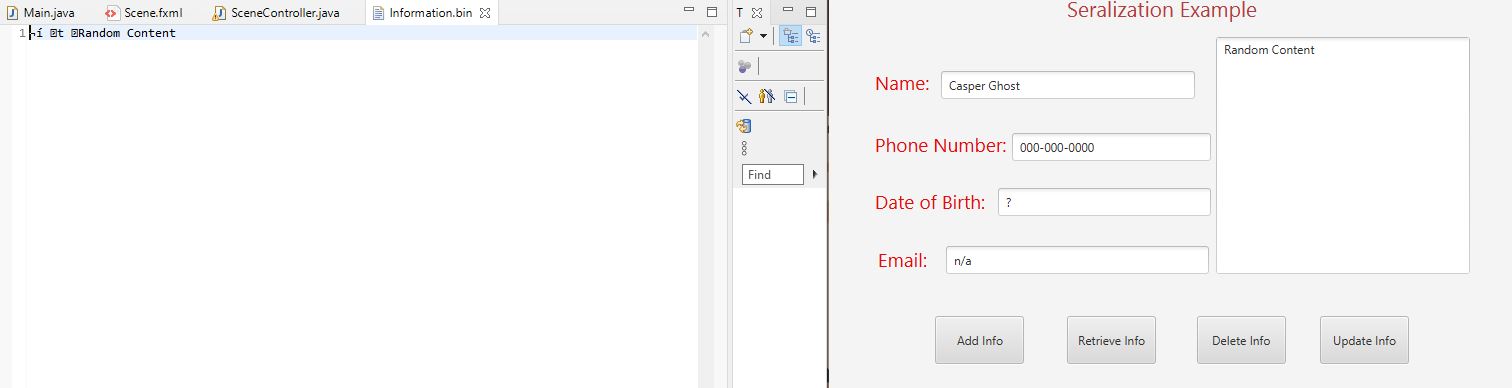 Main.java Scene.fxml SceneController.java Information.bin
1 ¬í t Random Content
T
Find
Seralization Example
Name: Casper Ghost
Phone Number: 000-000-0000
Date of Birth: ?
Email: n/a
Random Content
Add Info Retrieve Info Delete Info Update Info